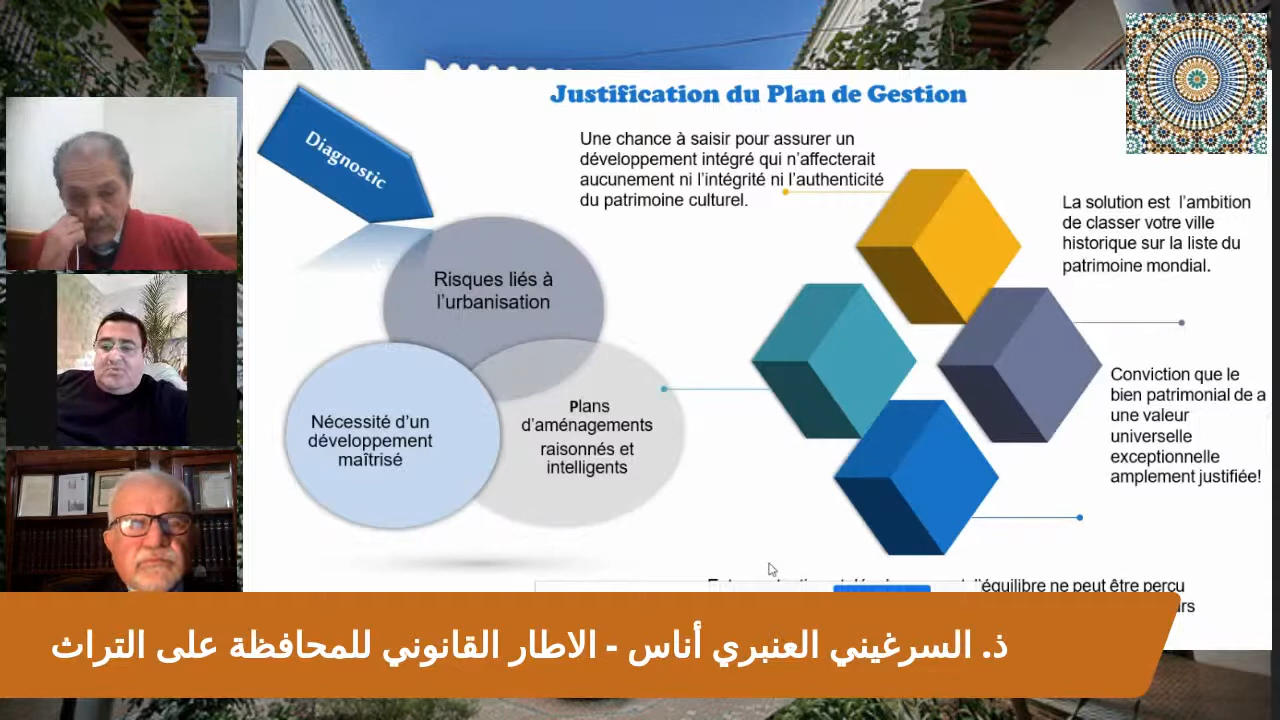 Justification du Plan de Gestion
Diagnostic
Une chance à saisir pour assurer un
développement intégré qui n’affecterait
aucunement ni l’intégrité ni l’authenticité
du patrimoine culturel.
La solution est l’ambition
de classer votre ville
historique sur la liste du
patrimoine mondial.
Risques liés à
l’urbanisation
Nécessité d’un
développement
maîtrisé
Plans
d’aménagements
raisonnés et
intelligents
Conviction que le
bien patrimonial de a
une valeur
universelle
exceptionnelle
amplement justifiée!
l’équilibre ne peut être perçu
ذ. السرغيني العنبري أناس - الاطار القانوني للمحافظة على التراث